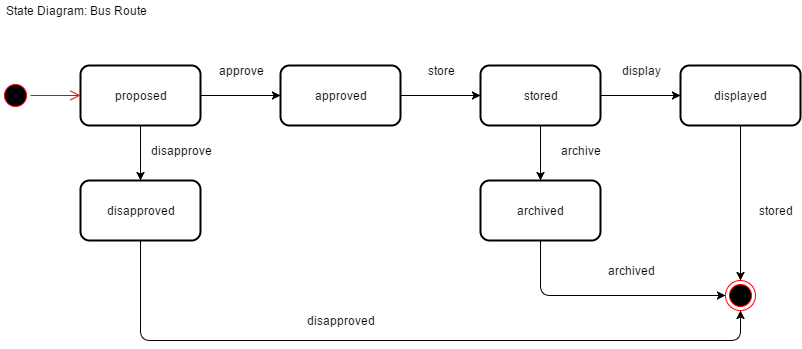 State Diagram: Bus Route
approve
store
display
proposed
approved
stored
displayed
disapprove
archive
disapproved
archived
stored
archived
disapproved